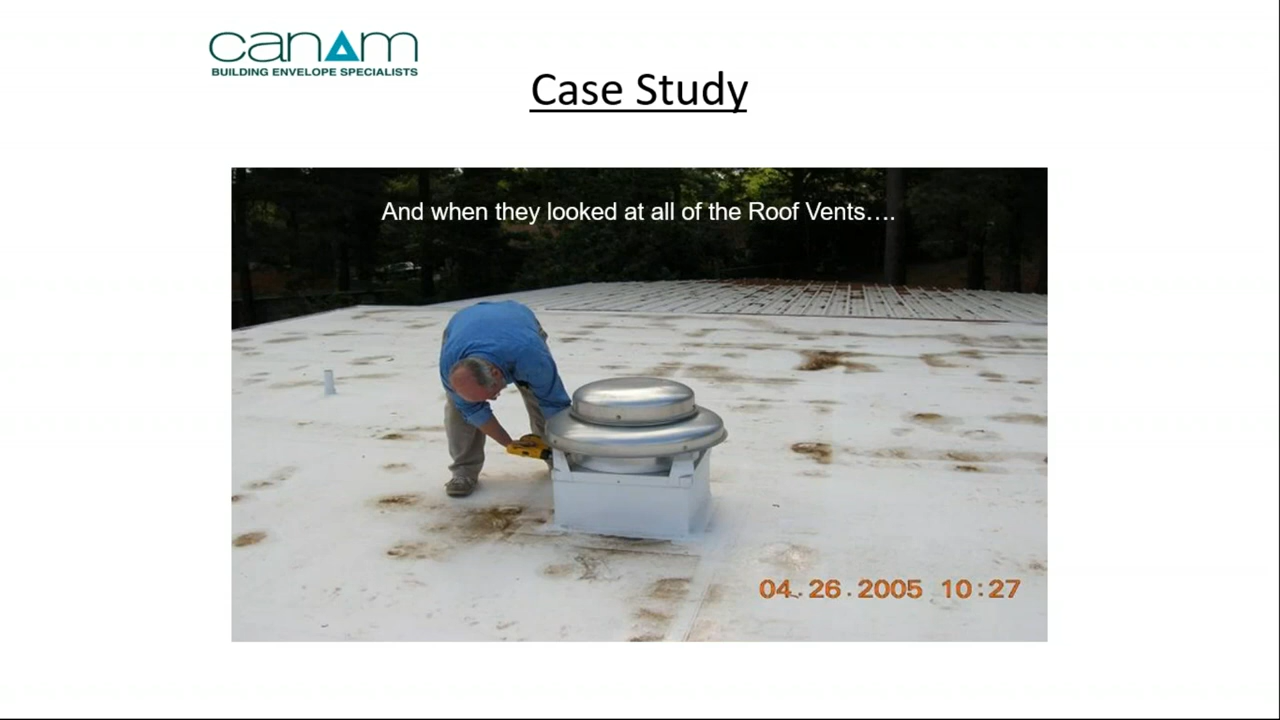 canam
BUILDING ENVELOPE SPECIALISTS
Case Study
And when they looked at all of the Roof Vents....
04.26.2005 10:27